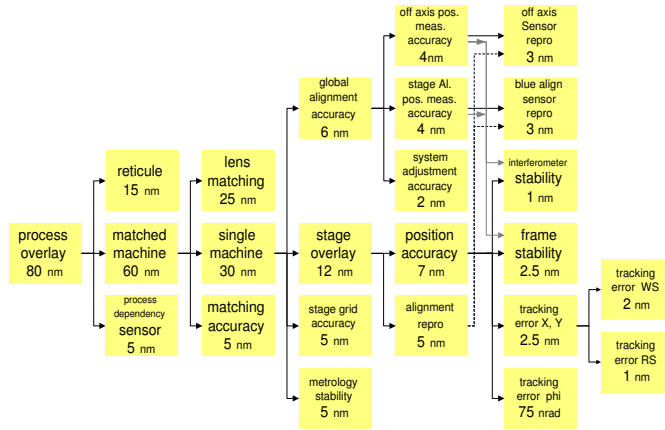 process
overlay
80 nm
reticule
15 nm
matched
machine
60 nm
process
dependency
sensor
5 nm
lens
matching
25 nm
single
machine
30 nm
matching
accuracy
5 nm
global
alignment
accuracy
6 nm
stage
overlay
12 nm
stage grid
accuracy
5 nm
metrology
stability
5 nm
off axis pos.
meas.
accuracy
4nm
stage Al.
pos. meas.
accuracy
4 nm
system
adjustment
accuracy
2 nm
position
accuracy
7 nm
alignment
repro
5 nm
off axis
Sensor
repro
3 nm
blue align
sensor
repro
3 nm
interferometer
stability
1 nm
frame
stability
2.5 nm
tracking
error X, Y
2.5 nm
tracking
error phi
75 nrad
tracking
error WS
2 nm
tracking
error RS
1 nm